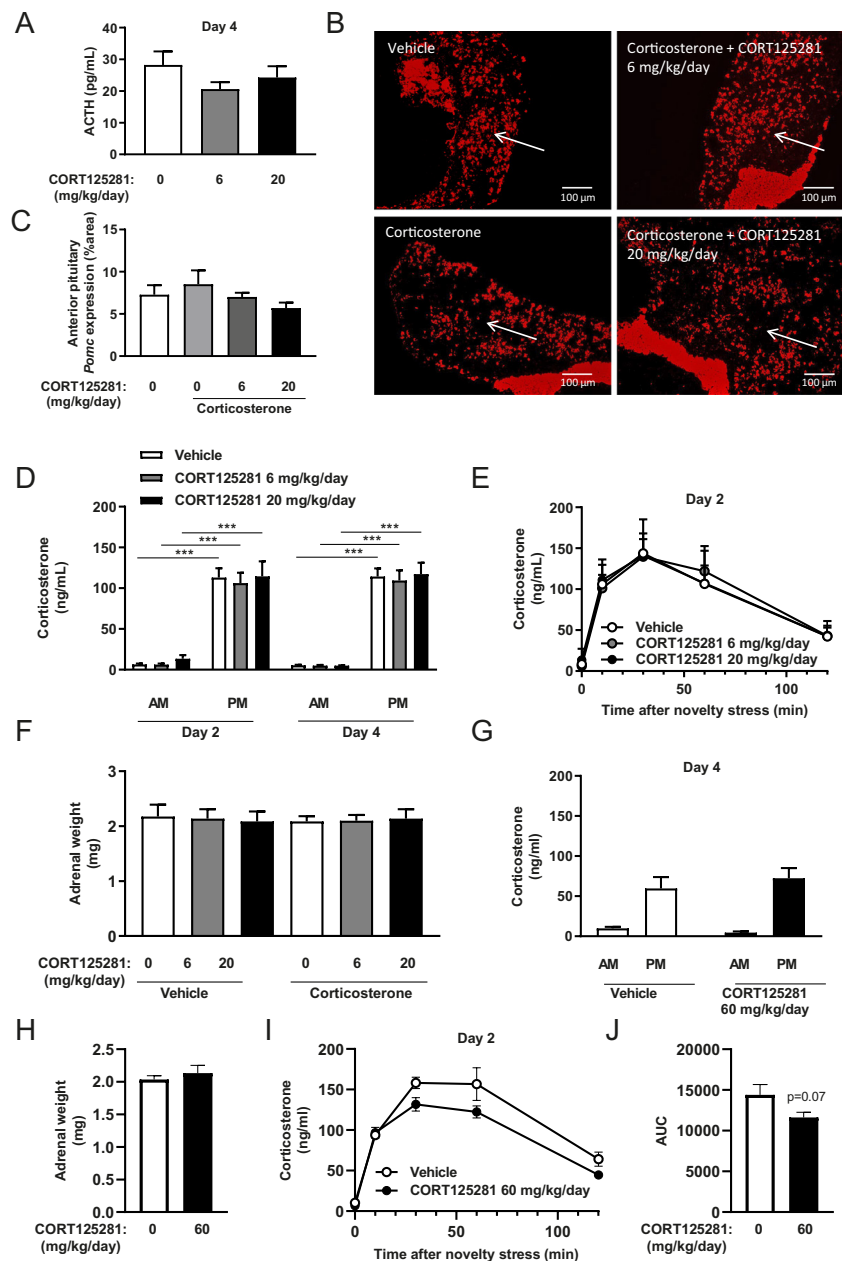 A
Day 4
ACTH (pg/mL)
40
30
20
10
0
CORT125281:
(mg/kg/day)
0 6 20
B
Vehicle
100 µm
Corticosterone + CORT125281
6 mg/kg/day
100 µm
Corticosterone
100 µm
Corticosterone + CORT125281
20 mg/kg/day
100 µm
C
Anterior pituitary
Pomc expression (%area)
15
10
5
0
CORT125281:
(mg/kg/day)
0 0 6 20
Corticosterone
D
Vehicle
CORT125281 6 mg/kg/day
CORT125281 20 mg/kg/day
Corticosterone
(ng/mL)
200
150
100
50
0
***
***
***
***
***
***
AM PM AM PM
Day 2 Day 4
E
Day 2
Corticosterone
(ng/mL)
200
150
100
50
0
Vehicle
CORT125281 6 mg/kg/day
CORT125281 20 mg/kg/day
0 50 100
Time after novelty stress (min)
F
Adrenal weight
(mg)
3
2
1
0
CORT125281:
(mg/kg/day)
0 6 20 0 6 20
Vehicle Corticosterone
G
Day 4
Corticosterone
(ng/ml)
200
150
100
50
0
AM PM AM PM
Vehicle CORT125281
60 mg/kg/day
H
Adrenal weight (mg)
2.5
2.0
1.5
1.0
0.5
0.0
CORT125281:
(mg/kg/day)
0 60
I
Day 2
Corticosterone
(ng/ml)
200
150
100
50
0
Vehicle
CORT125281 60 mg/kg/day
0 50 100
Time after novelty stress (min)
J
AUC
20000
15000
10000
5000
0
p=0.07
CORT125281:
(mg/kg/day)
0 60